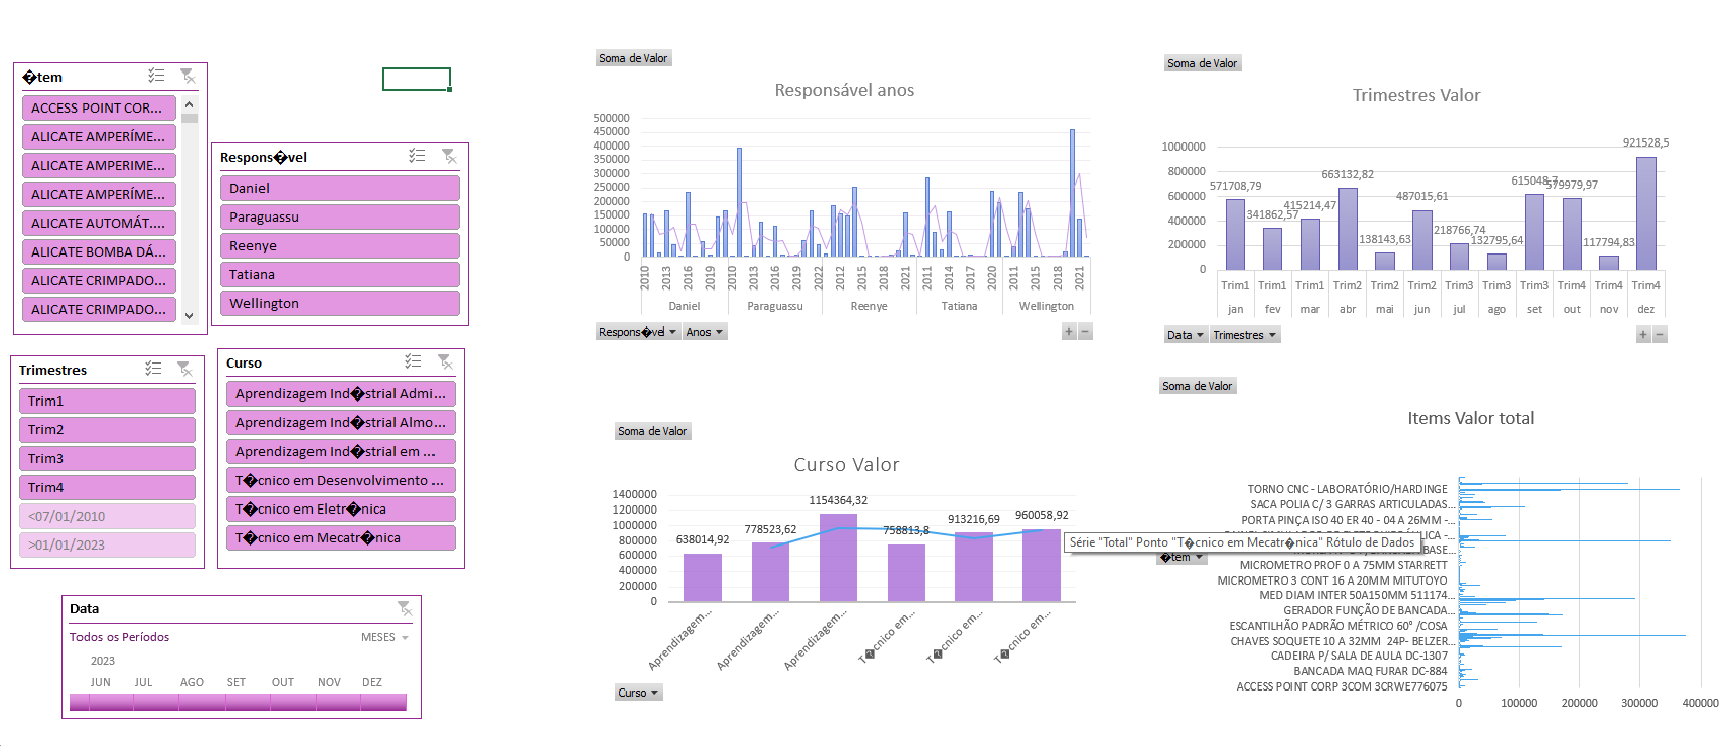 �tem
ACCESS POINT COR...
ALICATE AMPERÍME...
ALICATE AMPERIME...
ALICATE AMPERÍME...
ALICATE AUTOMÁT....
ALICATE BOMBA DÁ...
ALICATE CRIMPADO...
ALICATE CRIMPADO...
Respons�vel
Daniel
Paraguassu
Reenye
Tatiana
Wellington
Trimestres
Trim1
Trim2
Trim3
Trim4
<07/01/2010
>01/01/2023
Curso
Aprendizagem Ind�strial Admi...
Aprendizagem Ind�strial Almo...
Aprendizagem Ind�strial em ...
T�cnico em Desenvolvimento ...
T�cnico em Eletr�nica
T�cnico em Mecatr�nica
Data
Todos os Períodos MESES
2023
JUN JUL AGO SET OUT NOV DEZ
Soma de Valor
Responsável anos
500000
450000
400000
350000
300000
250000
200000
150000
100000
50000
0
2010 2013 2016 2019 2010 2013 2016 2019 2022 2012 2015 2018 2021 2011 2014 2017 2020 2011 2014 2018 2021
Daniel Paraguassu Reenye Tatiana Wellington
Respons�vel Anos
+ −
Soma de Valor
Trimestres Valor
1000000
800000
600000
400000
200000
0
571708,79
341862,57
415214,47
663132,82
138143,63
487015,61
218766,74
132795,64
615048,7
579979,97
117794,83
921528,5
Trim1 Trim1 Trim1 Trim2 Trim2 Trim2 Trim3 Trim3 Trim3 Trim4 Trim4 Trim4
jan fev mar abr mai jun jul ago set out nov dez
Data Trimestres
+ −
Soma de Valor
Curso Valor
1400000
1200000
1000000
800000
600000
400000
200000
0
638014,92
778523,62
1154364,32
758813,8
913216,69
960058,92
Aprendizagem...
Aprendizagem...
Aprendizagem...
T�cnico em...
T�cnico em...
T�cnico em...
Curso
Série "Total" Ponto "T�cnico em Mecatr�nica" Rótulo de Dados
Soma de Valor
Items Valor total
TORNO CNC - LABORATÓRIO/HARDINGE
SACA POLIA C/ 3 GARRAS ARTICULADAS...
PORTA PINÇA ISO 40 ER 40 - 04 A 26MM -...
MICROMETRO PROF 0 A 75MM STARRETT
MICROMETRO 3 CONT 16 A 20MM MITUTOYO
MED DIAM INTER 50A150MM 511174...
GERADOR FUNÇÃO DE BANCADA...
ESCANTILHÃO PADRÃO MÉTRICO 60° /COSA
CHAVES SOQUETE 10 A 32MM 24P- BELZER...
CADEIRA P/ SALA DE AULA DC-1307
BANCADA MAQ FURAR DC-884
ACCESS POINT CORP 3COM 3CRWE776075
0 100000 200000 300000 400000
�tem